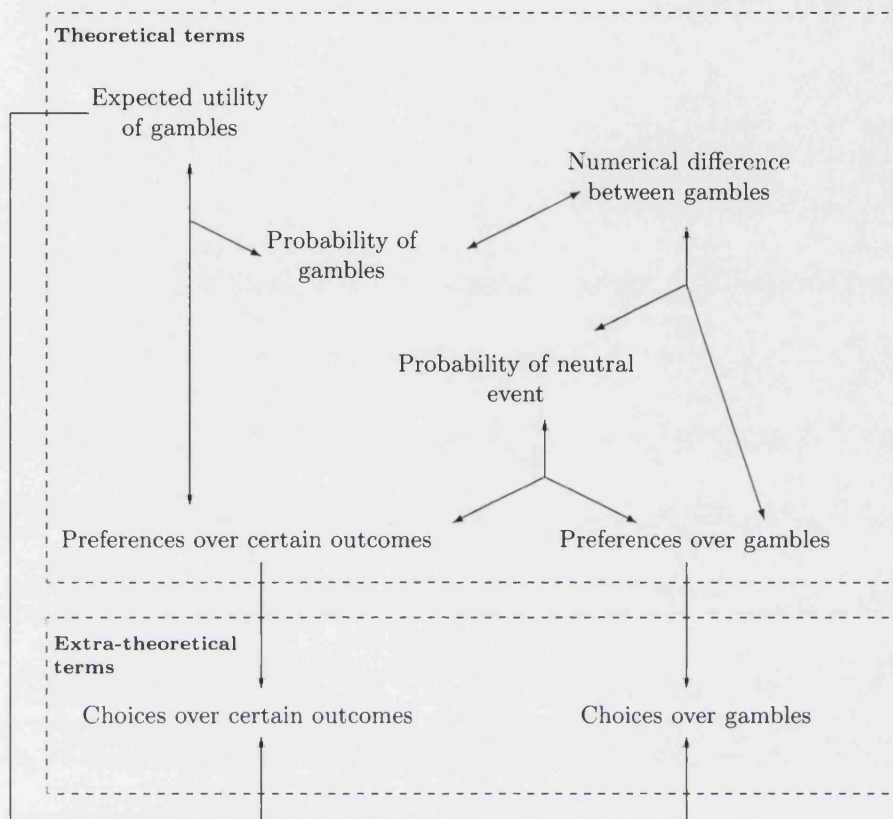 Theoretical terms
Expected utility
of gambles
Numerical difference
between gambles
Probability of
gambles
Probability of neutral
event
Preferences over certain outcomes
Preferences over gambles
Extra-theoretical
terms
Choices over certain outcomes
Choices over gambles